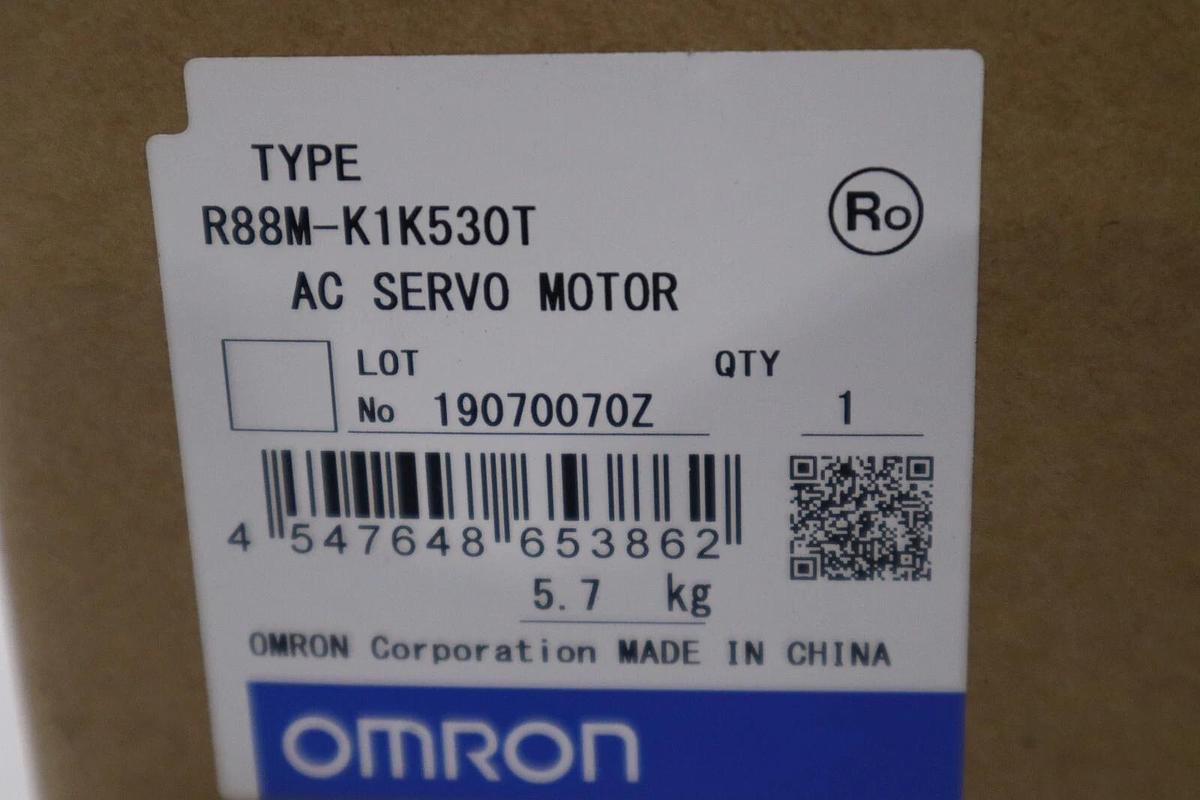 TYPE
R88M-K1K530T
Ro
AC SERVO MOTOR
LOT
No 19070070Z
QTY
1
4 547648 653862
5.7 kg
OMRON Corporation MADE IN CHINA
OMRON